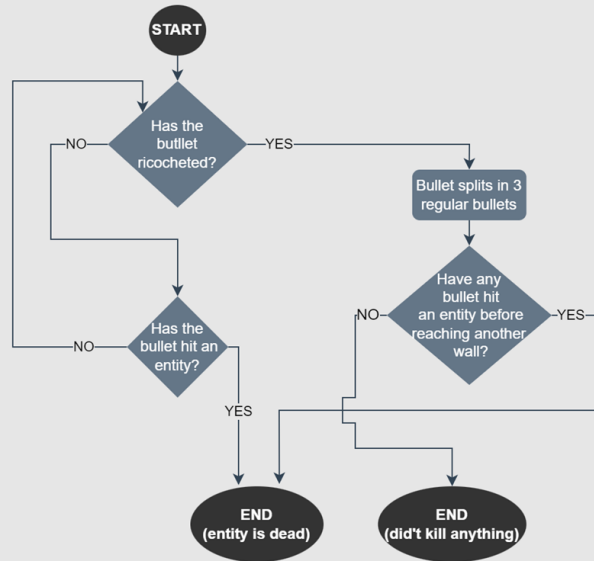 START
Has the
butllet
ricocheted?
NO
YES
Bullet splits in 3
regular bullets
Have any
bullet hit
an entity before
reaching another
wall?
NO
YES
Has the
bullet hit an
entity?
NO
YES
END
(entity is dead)
END
(did't kill anything)